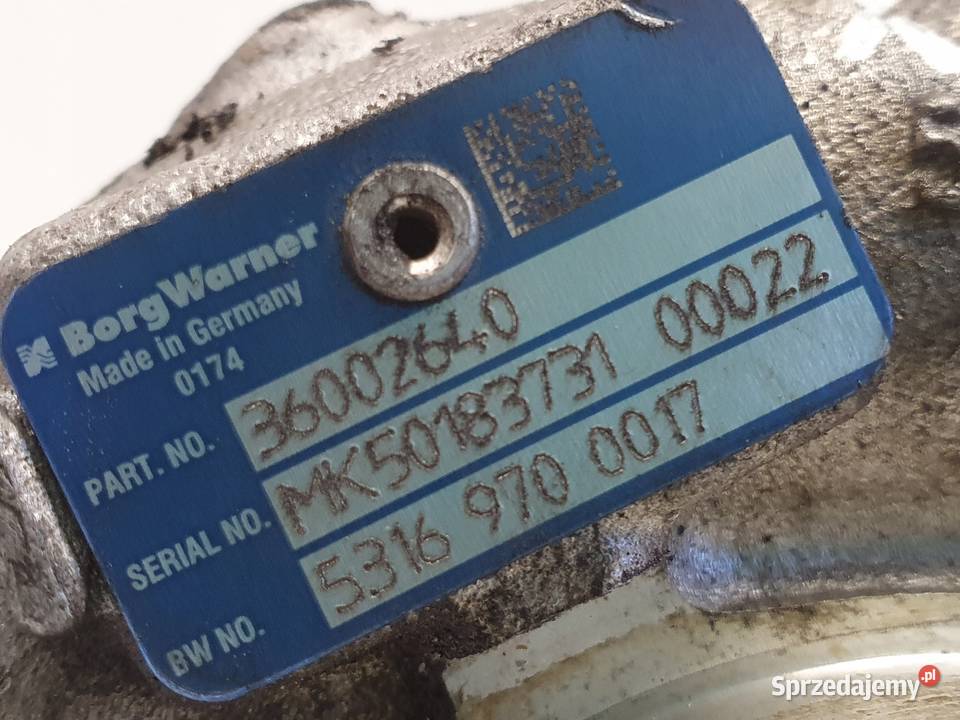 BorgWarner
Made in Germany
0174
PART. NO. 36002640
SERIAL NO. MK50183731 00022
BW NO. 5316 970 0017
Sprzedajemy.pl